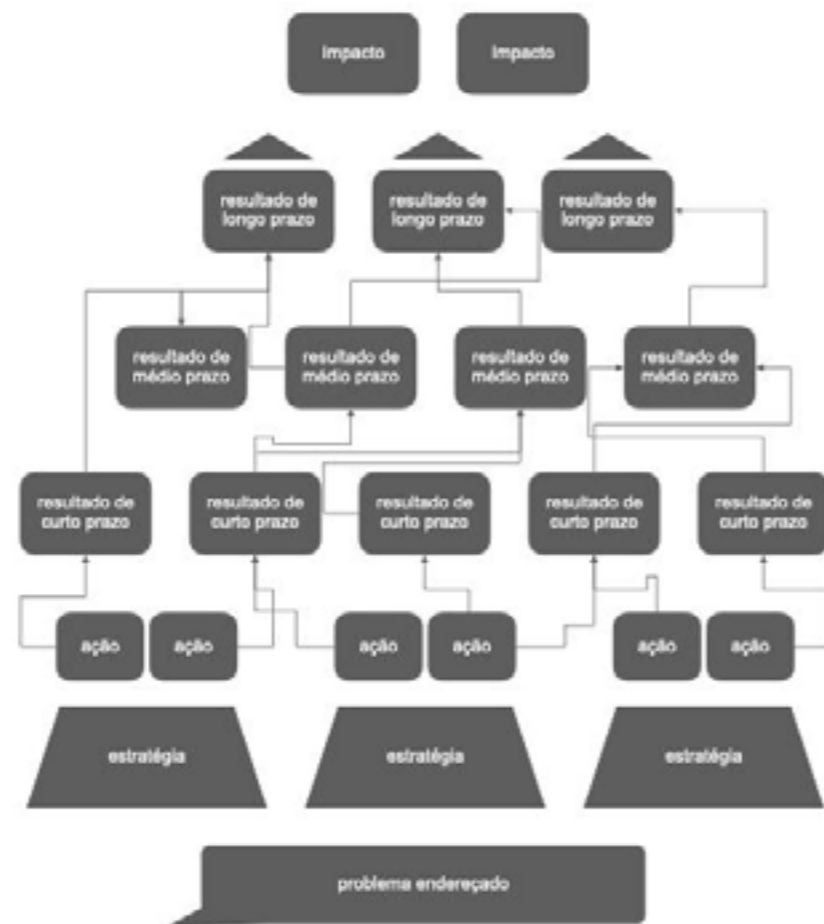 impacto
impacto
resultado de
longo prazo
resultado de
longo prazo
resultado de
longo prazo
resultado de
médio prazo
resultado de
médio prazo
resultado de
médio prazo
resultado de
médio prazo
resultado de
curto prazo
resultado de
curto prazo
resultado de
curto prazo
resultado de
curto prazo
resultado de
curto prazo
ação
ação
ação
ação
ação
ação
estratégia
estratégia
estratégia
problema endereçado